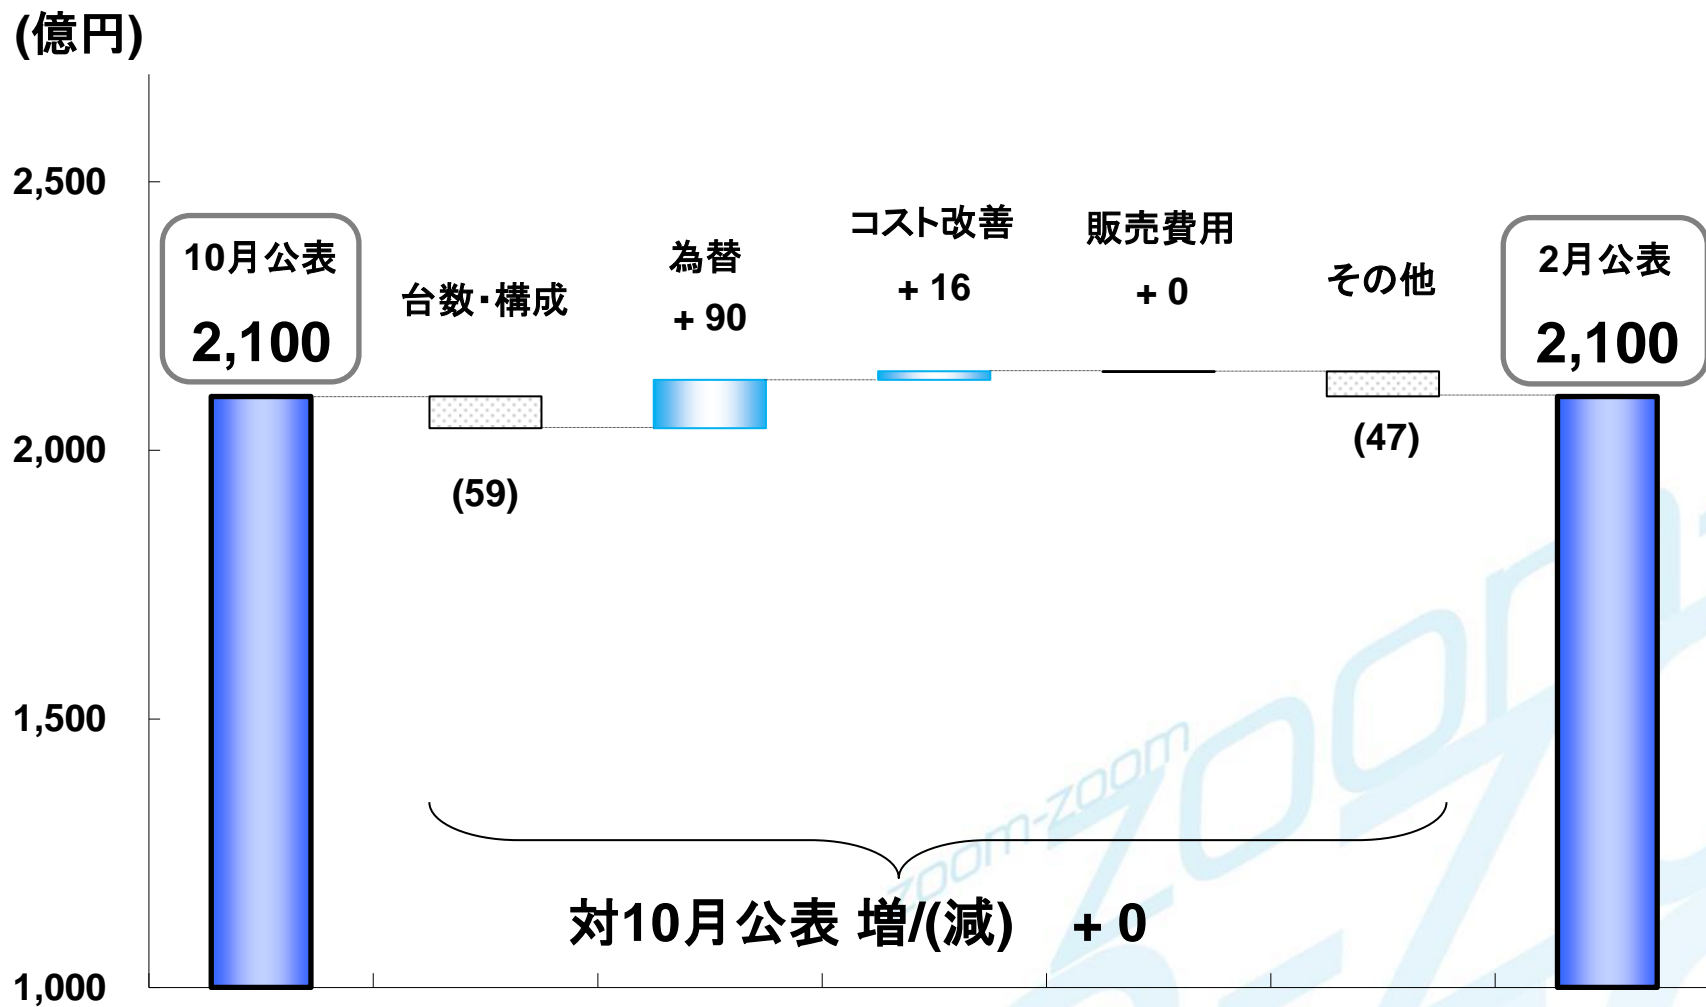 (億円)
2,500
2,000
1,500
1,000
10月公表
2,100
台数・構成
(59)
為替
+ 90
コスト改善
+ 16
販売費用
+ 0
その他
(47)
2月公表
2,100
対10月公表 増/(減) + 0
zoom-zoom
zoom-